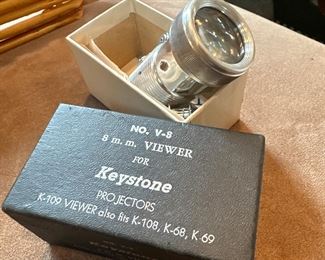 NO. V-8
8 m.m. VIEWER
FOR
Keystone
PROJECTORS
K-109 VIEWER also fits K-108, K-68, K-69